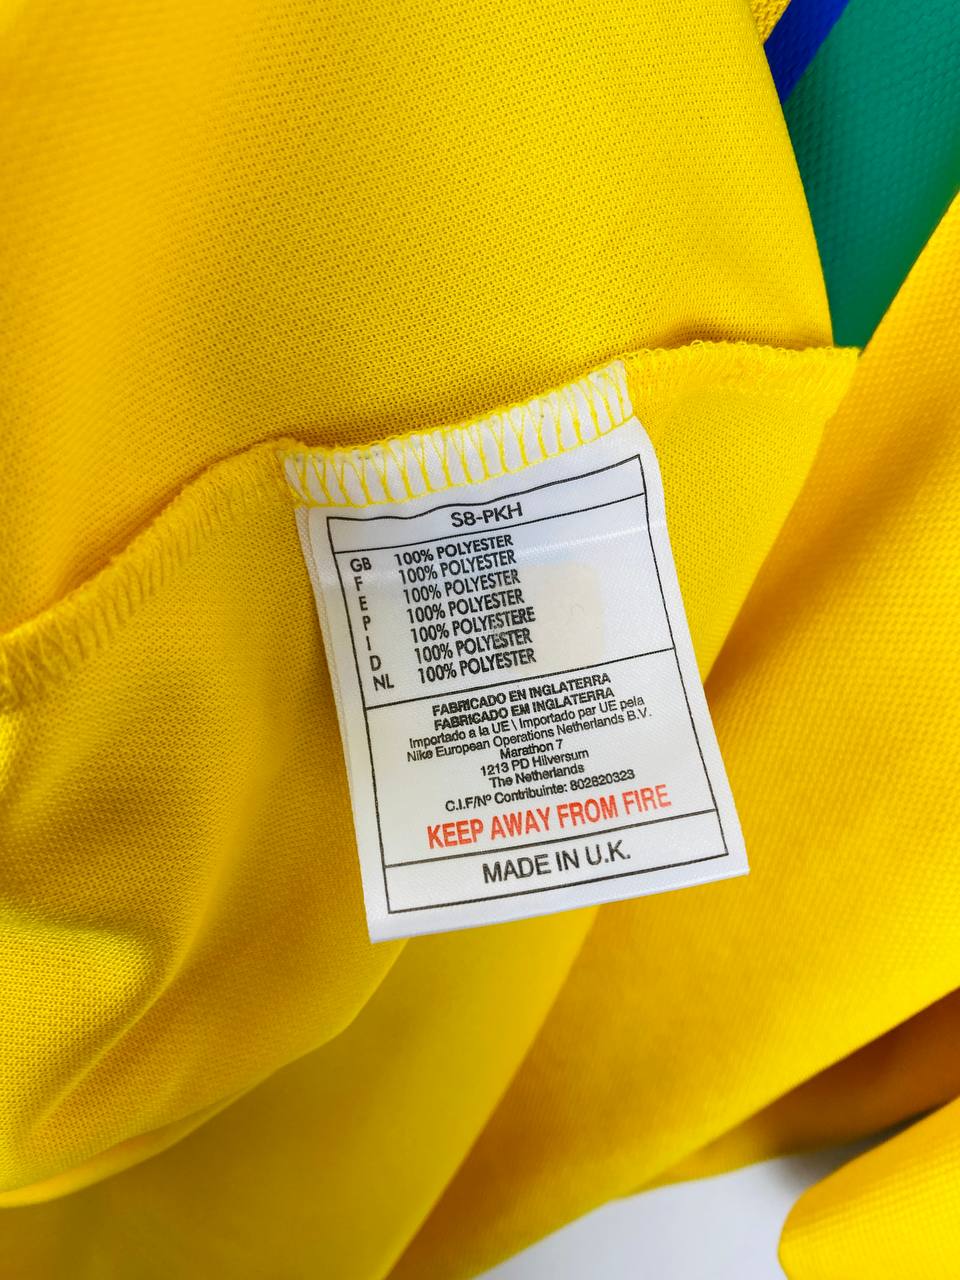 S8-PKH
GB 100% POLYESTER
F 100% POLYESTER
E 100% POLYESTER
P 100% POLYESTER
I 100% POLYESTERE
D 100% POLYESTER
NL 100% POLYESTER
FABRICADO EN INGLATERRA
FABRICADO EM INGLATERRA
Importado a la UE \ Importado par UE pela
Nike European Operations Netherlands B.V.
Marathon 7
1213 PD Hilversum
The Netherlands
C.I.F/Nº Contribuinte: 802820323
KEEP AWAY FROM FIRE
MADE IN U.K.